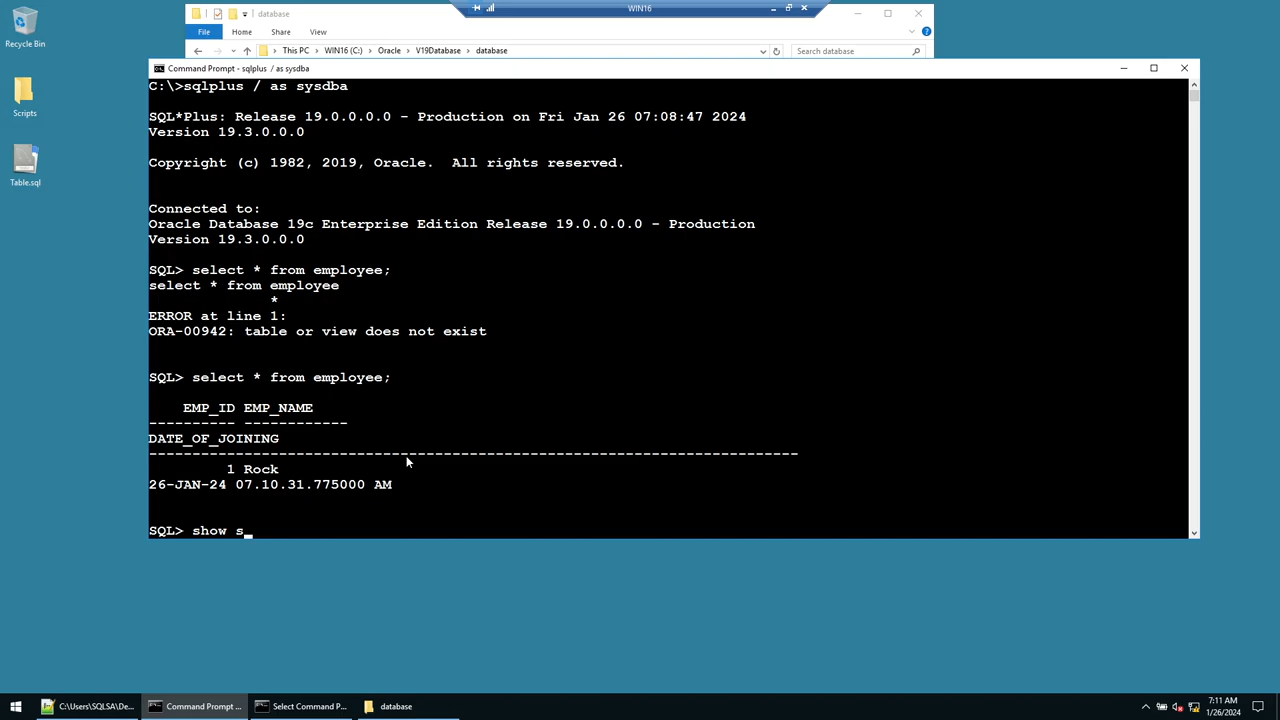 WIN16
Recycle Bin
Scripts
Table.sql
database
File Home Share View
This PC WIN16 (C:) Oracle V19Database database
Search database
Command Prompt - sqlplus / as sysdba
C:\>sqlplus / as sysdba
SQL*Plus: Release 19.0.0.0.0 - Production on Fri Jan 26 07:08:47 2024
Version 19.3.0.0.0
Copyright (c) 1982, 2019, Oracle.  All rights reserved.
Connected to:
Oracle Database 19c Enterprise Edition Release 19.0.0.0.0 - Production
Version 19.3.0.0.0
SQL> select * from employee;
select * from employee
*
ERROR at line 1:
ORA-00942: table or view does not exist
SQL> select * from employee;
EMP_ID EMP_NAME
---------- ------------
DATE_OF_JOINING
---------------------------------------------------------------------------
1 Rock
26-JAN-24 07.10.31.775000 AM
SQL> show s_
C:\Users\SQLSA\De...
Command Prompt ...
Select Command P...
database
7:11 AM
1/26/2024